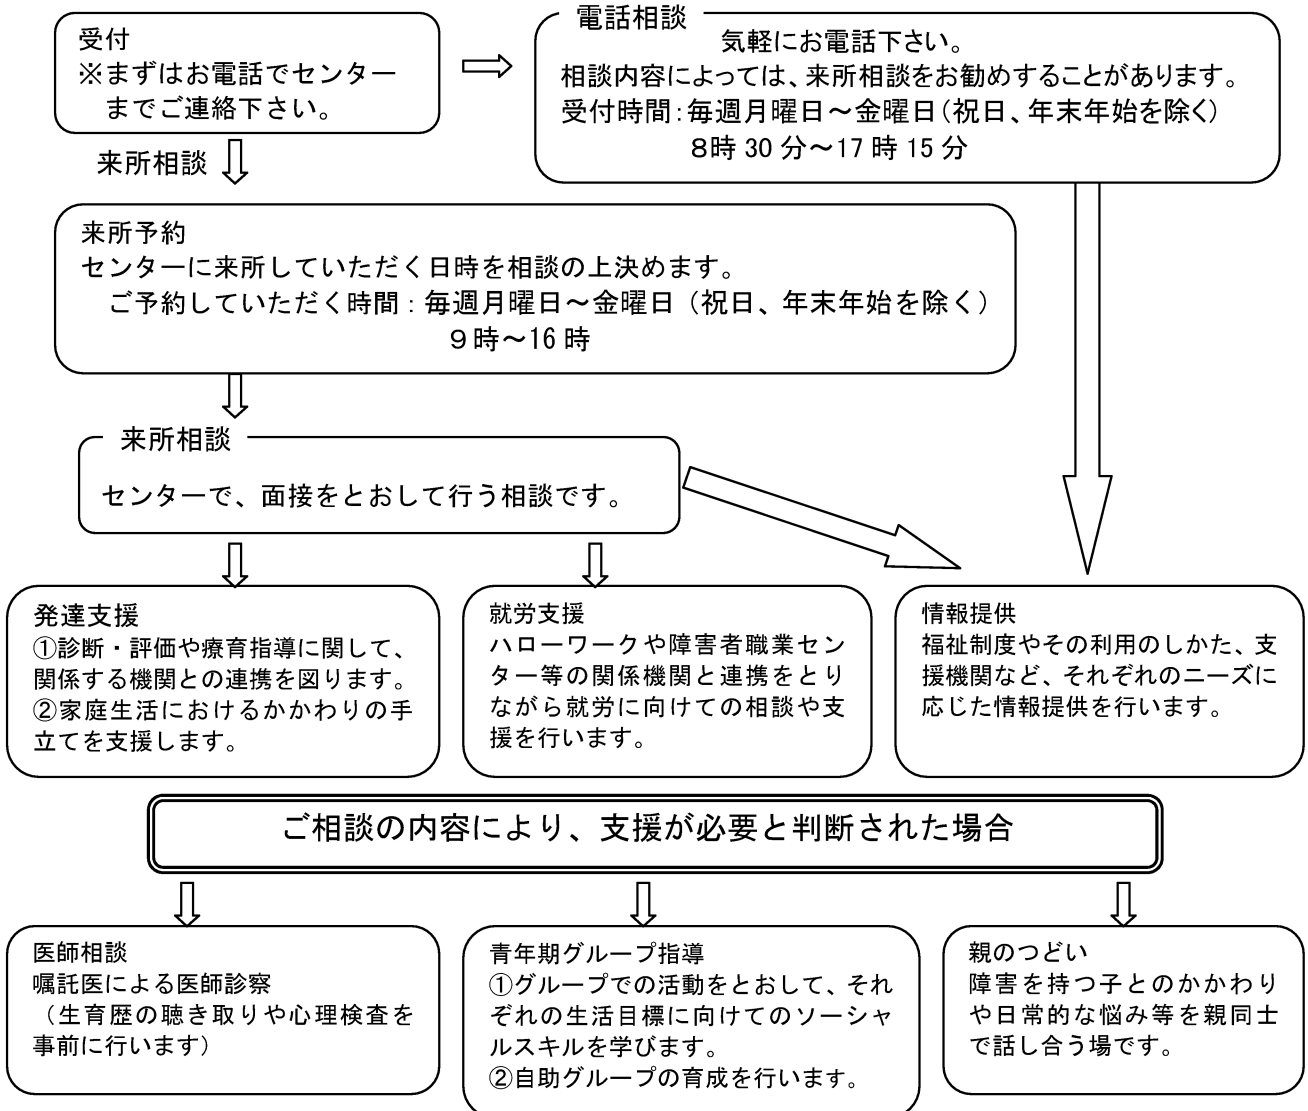 受付
※まずはお電話でセンター
までご連絡下さい。
電話相談
気軽にお電話下さい。
相談内容によっては、来所相談をお勧めすることがあります。
受付時間：毎週月曜日～金曜日（祝日、年末年始を除く）
８時 30 分～17 時 15 分
来所相談
来所予約
センターに来所していただく日時を相談の上決めます。
ご予約していただく時間：毎週月曜日～金曜日（祝日、年末年始を除く）
９時～16 時
来所相談
センターで、面接をとおして行う相談です。
発達支援
①診断・評価や療育指導に関して、
関係する機関との連携を図ります。
②家庭生活におけるかかわりの手
立てを支援します。
就労支援
ハローワークや障害者職業セン
ター等の関係機関と連携をとり
ながら就労に向けての相談や支
援を行います。
情報提供
福祉制度やその利用のしかた、支
援機関など、それぞれのニーズに
応じた情報提供を行います。
ご相談の内容により、支援が必要と判断された場合
医師相談
嘱託医による医師診察
（生育歴の聴き取りや心理検査を
事前に行います）
青年期グループ指導
①グループでの活動をとおして、それ
ぞれの生活目標に向けてのソーシャ
ルスキルを学びます。
②自助グループの育成を行います。
親のつどい
障害を持つ子とのかかわり
や日常的な悩み等を親同士
で話し合う場です。